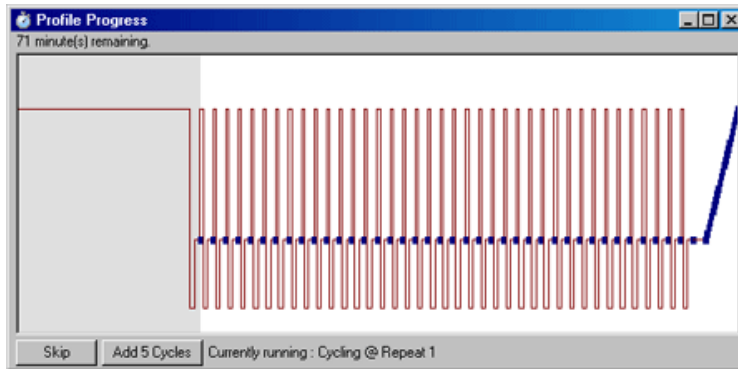 Profile Progress
71 minute(s) remaining.
Skip
Add 5 Cycles
Currently running : Cycling @ Repeat 1